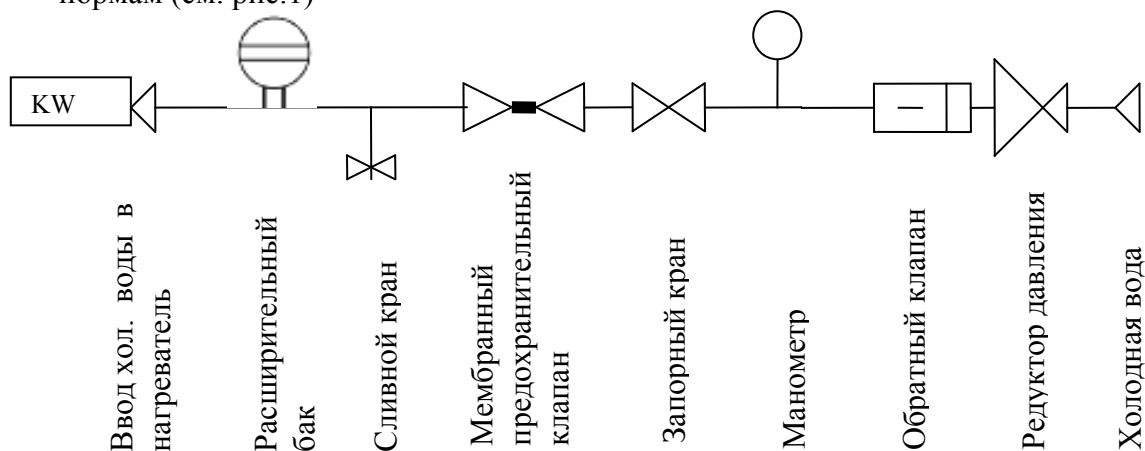 нормам (см. рис.1)
KW
Ввод хол. воды в
нагреватель
Расширительный
бак
Сливной кран
Мембранный
предохранительный
клапан
Запорный кран
Манометр
Обратный клапан
Редуктор давления
Холодная вода